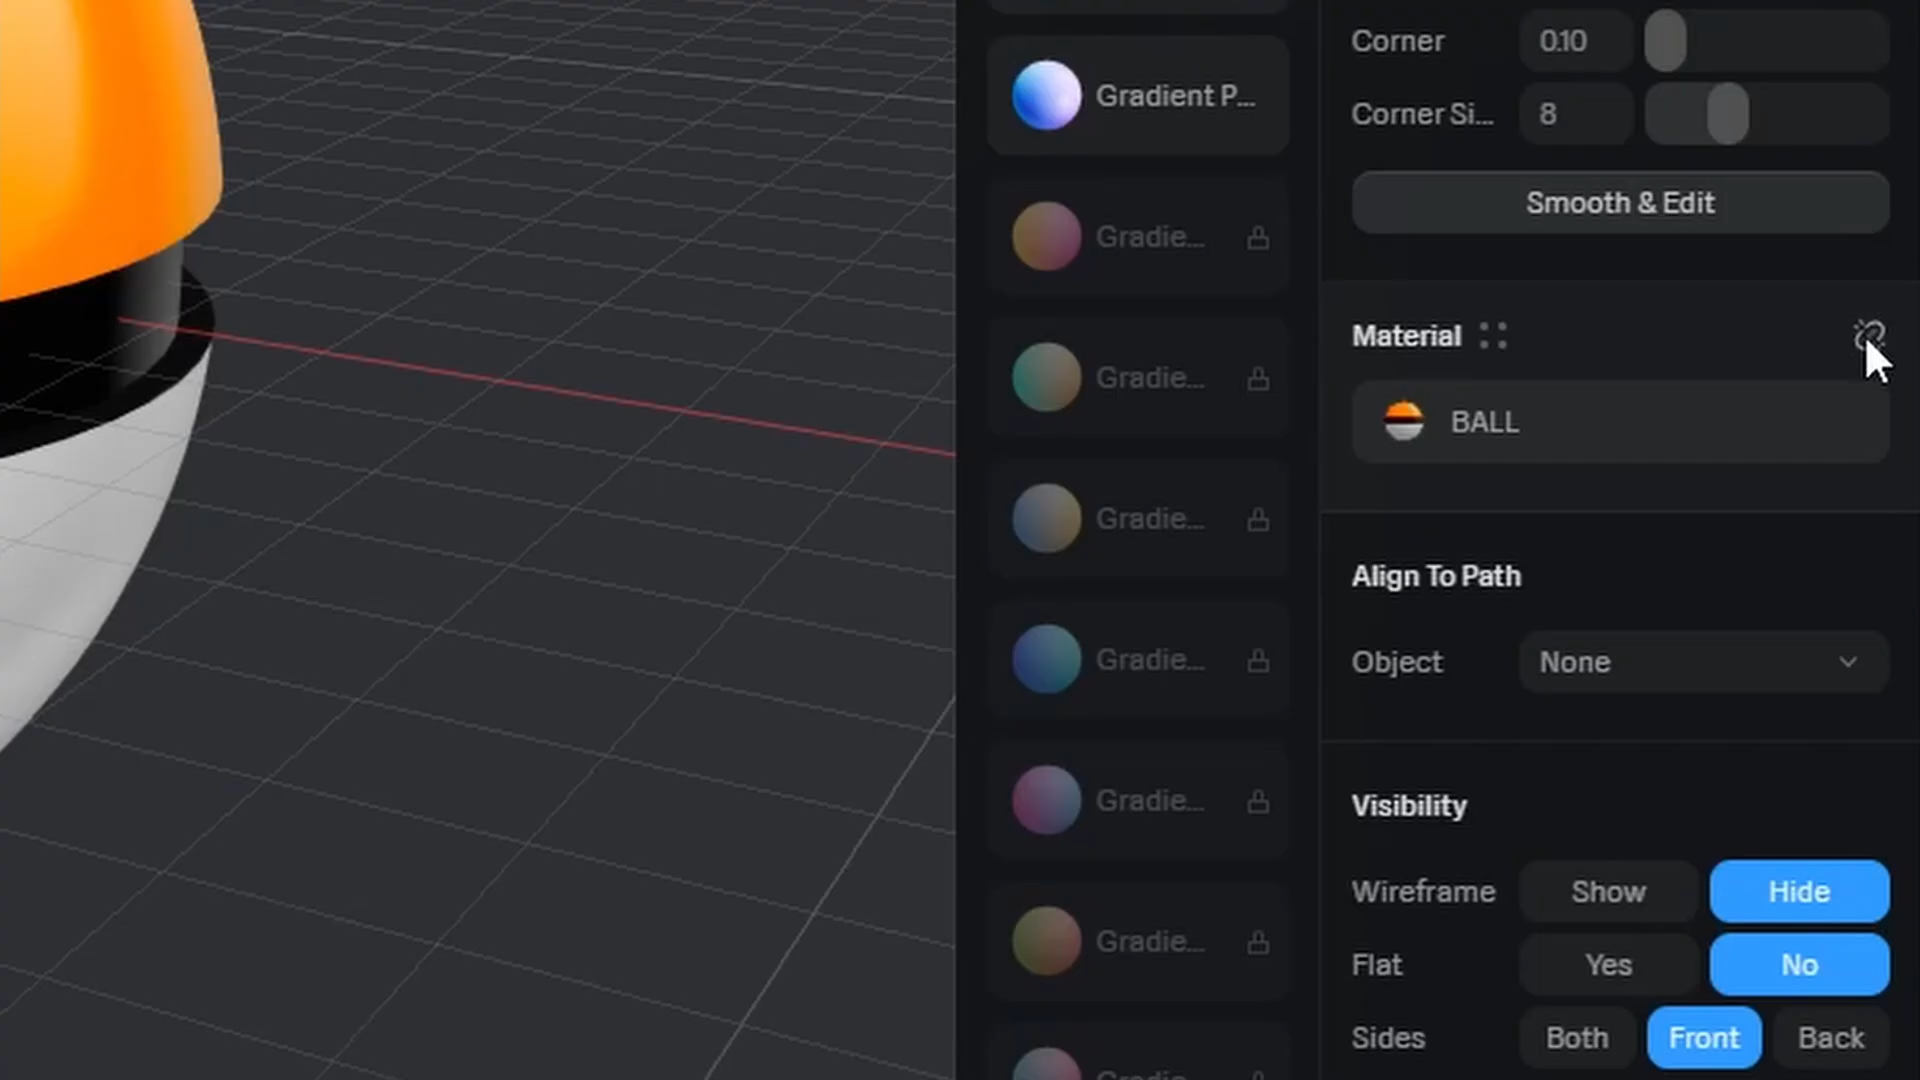 Gradient P...
Gradie...
Gradie...
Gradie...
Gradie...
Gradie...
Gradie...
Corner 0.10
Corner Si... 8
Smooth & Edit
Material
BALL
Align To Path
Object None
Visibility
Wireframe Show Hide
Flat Yes No
Sides Both Front Back